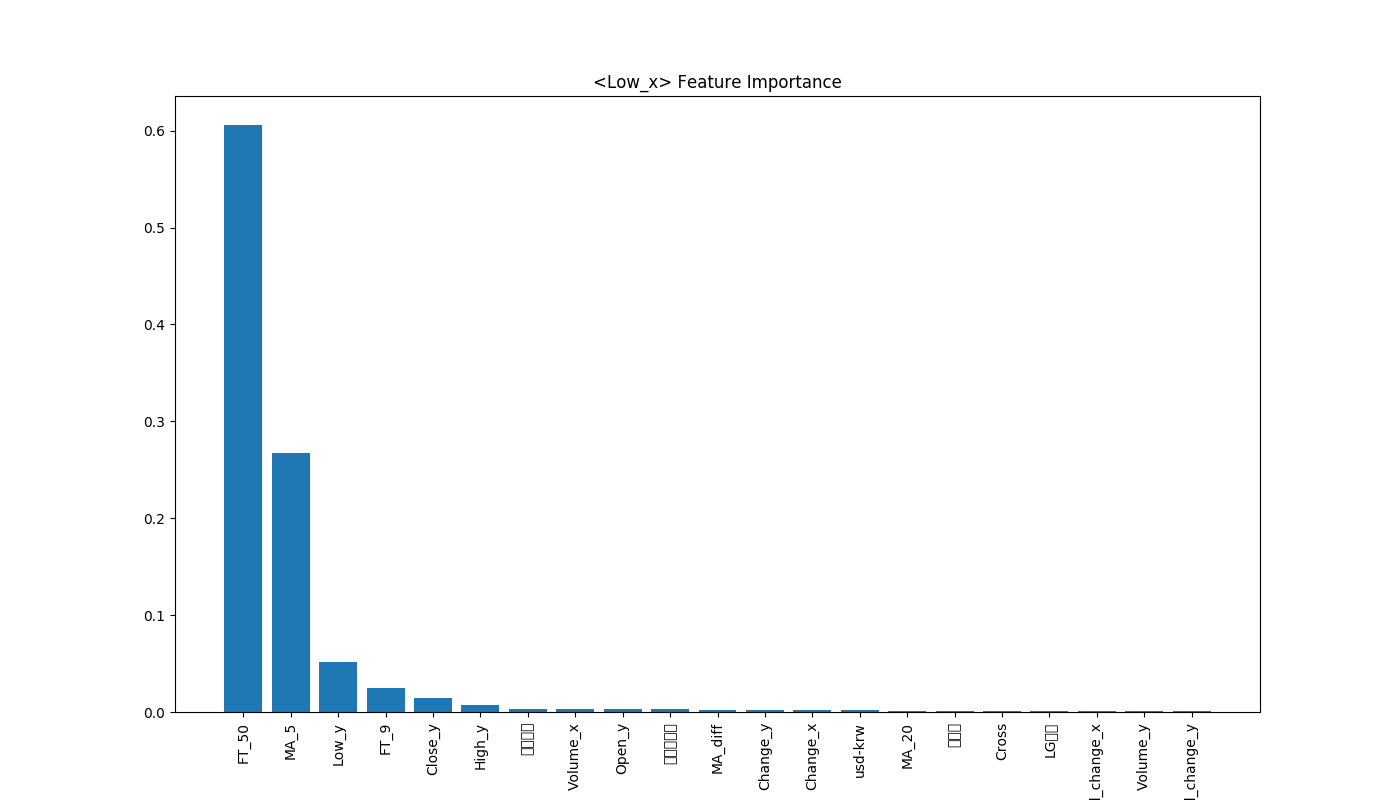 <Low_x> Feature Importance
0.6
0.5
0.4
0.3
0.2
0.1
0.0
FT_50
MA_5
Low_y
FT_9
Close_y
High_y
Volume_x
Open_y
MA_diff
Change_y
Change_x
usd-krw
MA_20
Cross
LG
l_change_x
Volume_y
l_change_y